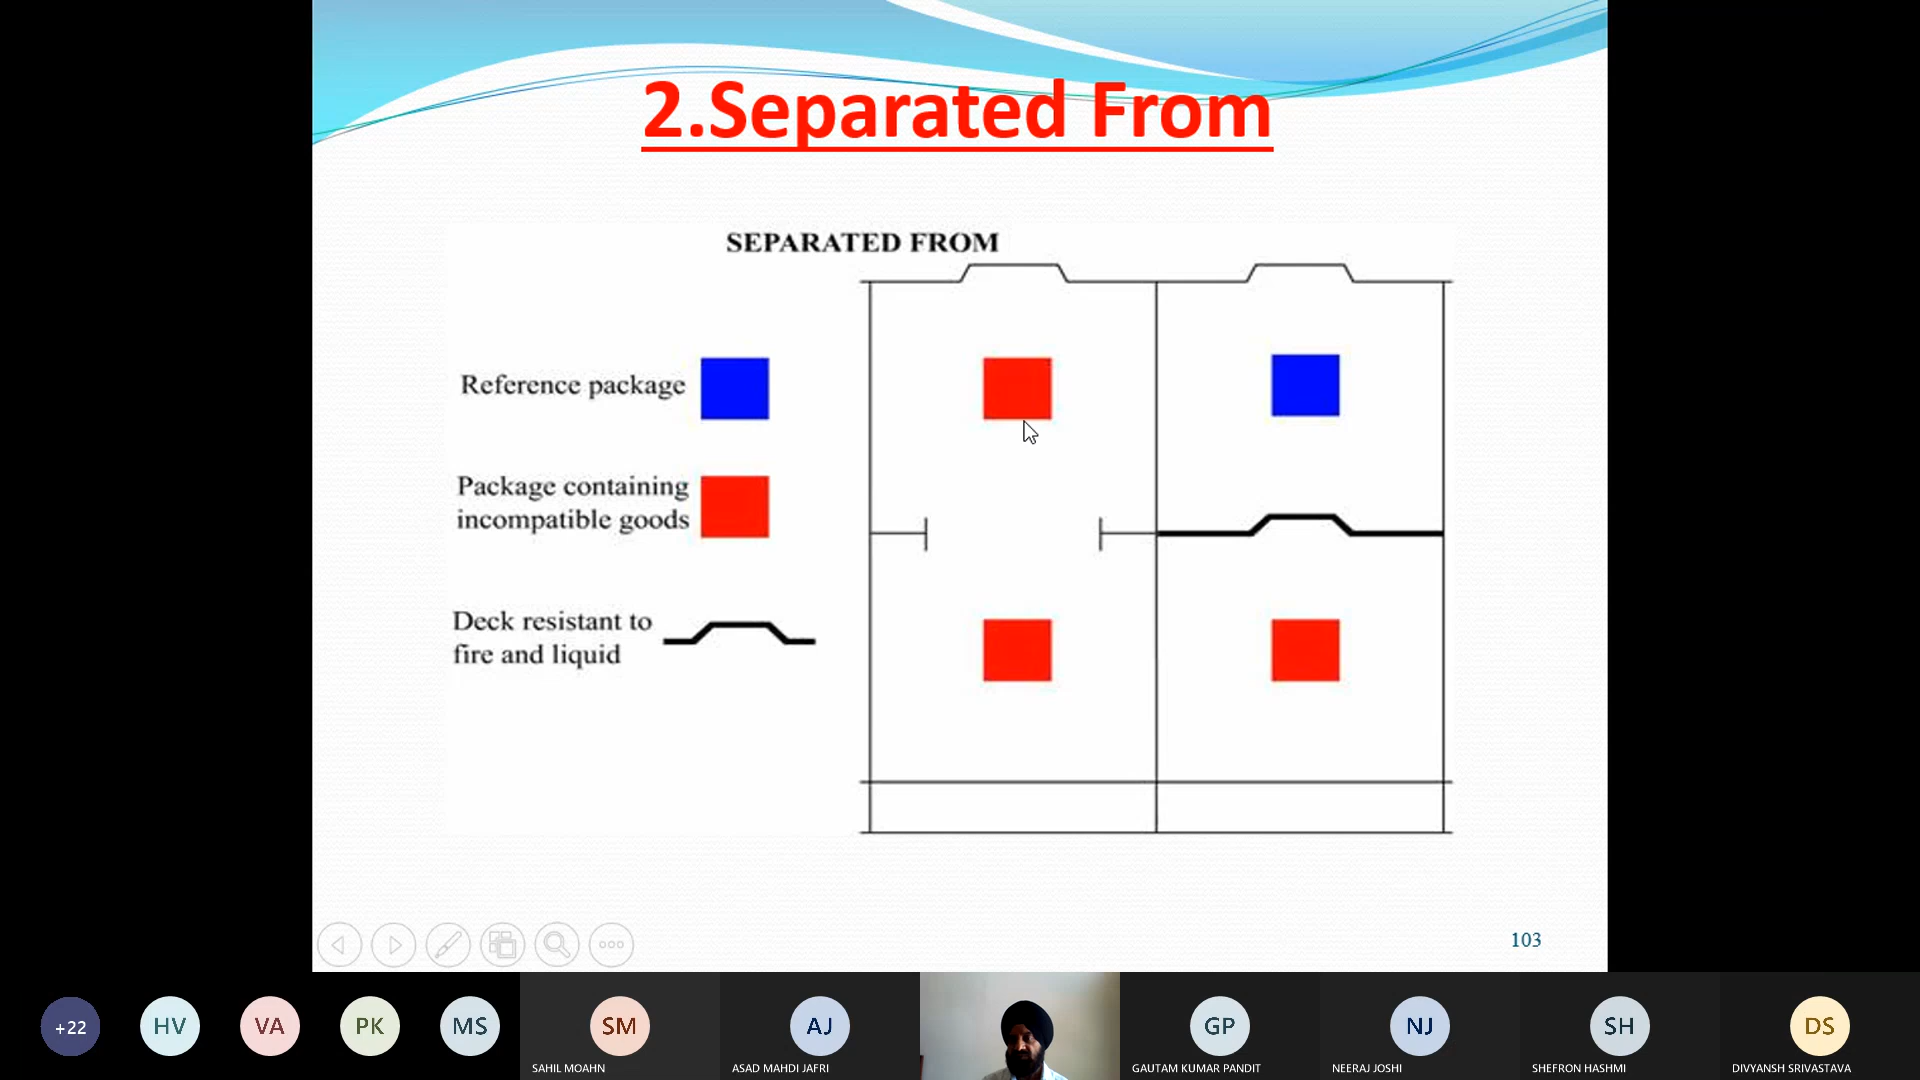 2.Separated From
SEPARATED FROM
Reference package
Package containing
incompatible goods
Deck resistant to
fire and liquid
103
+22
HV
VA
PK
MS
SM
SAHIL MOAHN
AJ
ASAD MAHDI JAFRI
GP
GAUTAM KUMAR PANDIT
NJ
NEERAJ JOSHI
SH
SHEFRON HASHMI
DS
DIVYANSH SRIVASTAVA